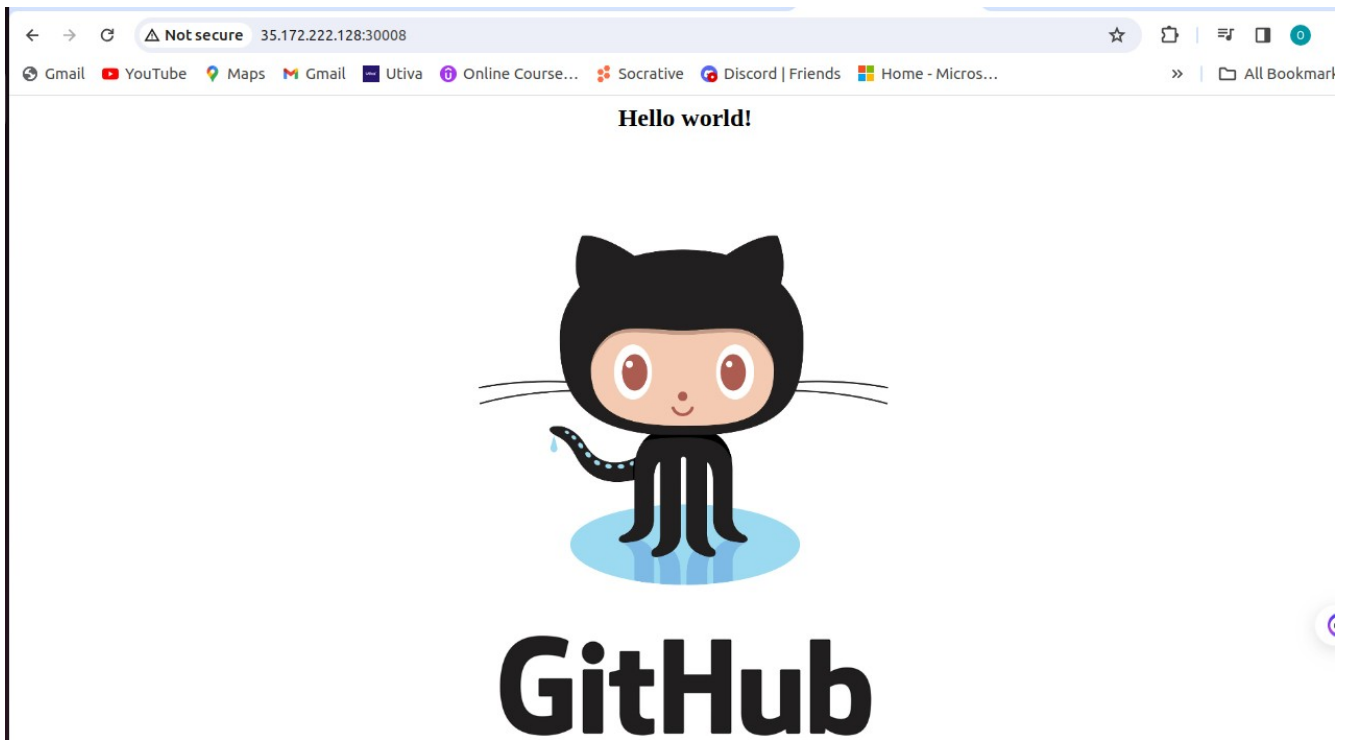 Not secure 35.172.222.128:30008
Gmail YouTube Maps Gmail Utiva Online Course... Socrative Discord | Friends Home - Micros... » All Bookmark
Hello world!
GitHub